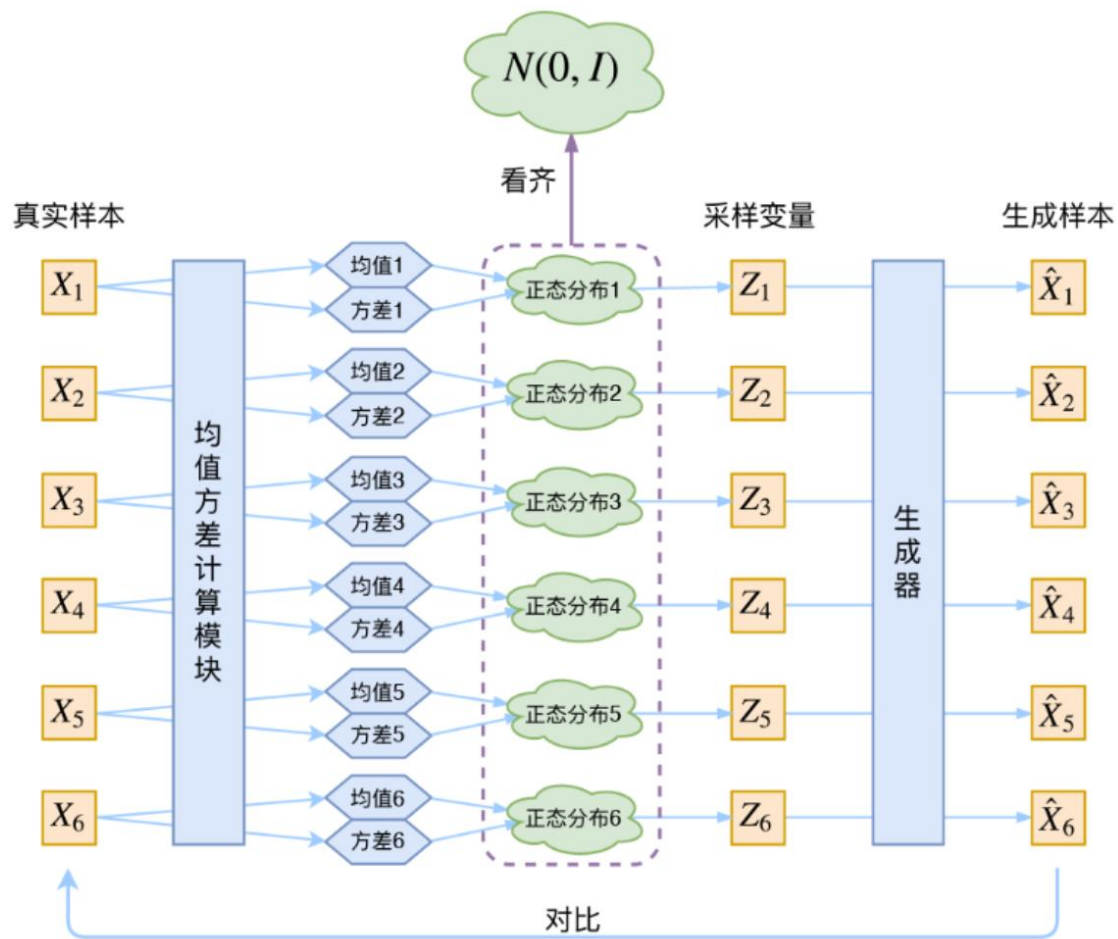 N(0, I)
看齐
真实样本
采样变量
生成样本
X₁
均值1
方差1
正态分布1
Z₁
X̂₁
X₂
均值2
方差2
正态分布2
Z₂
X̂₂
X₃
均值3
方差3
正态分布3
Z₃
X̂₃
X₄
均值4
方差4
正态分布4
Z₄
X̂₄
X₅
均值5
方差5
正态分布5
Z₅
X̂₅
X₆
均值6
方差6
正态分布6
Z₆
X̂₆
均值方差计算模块
生成器
对比